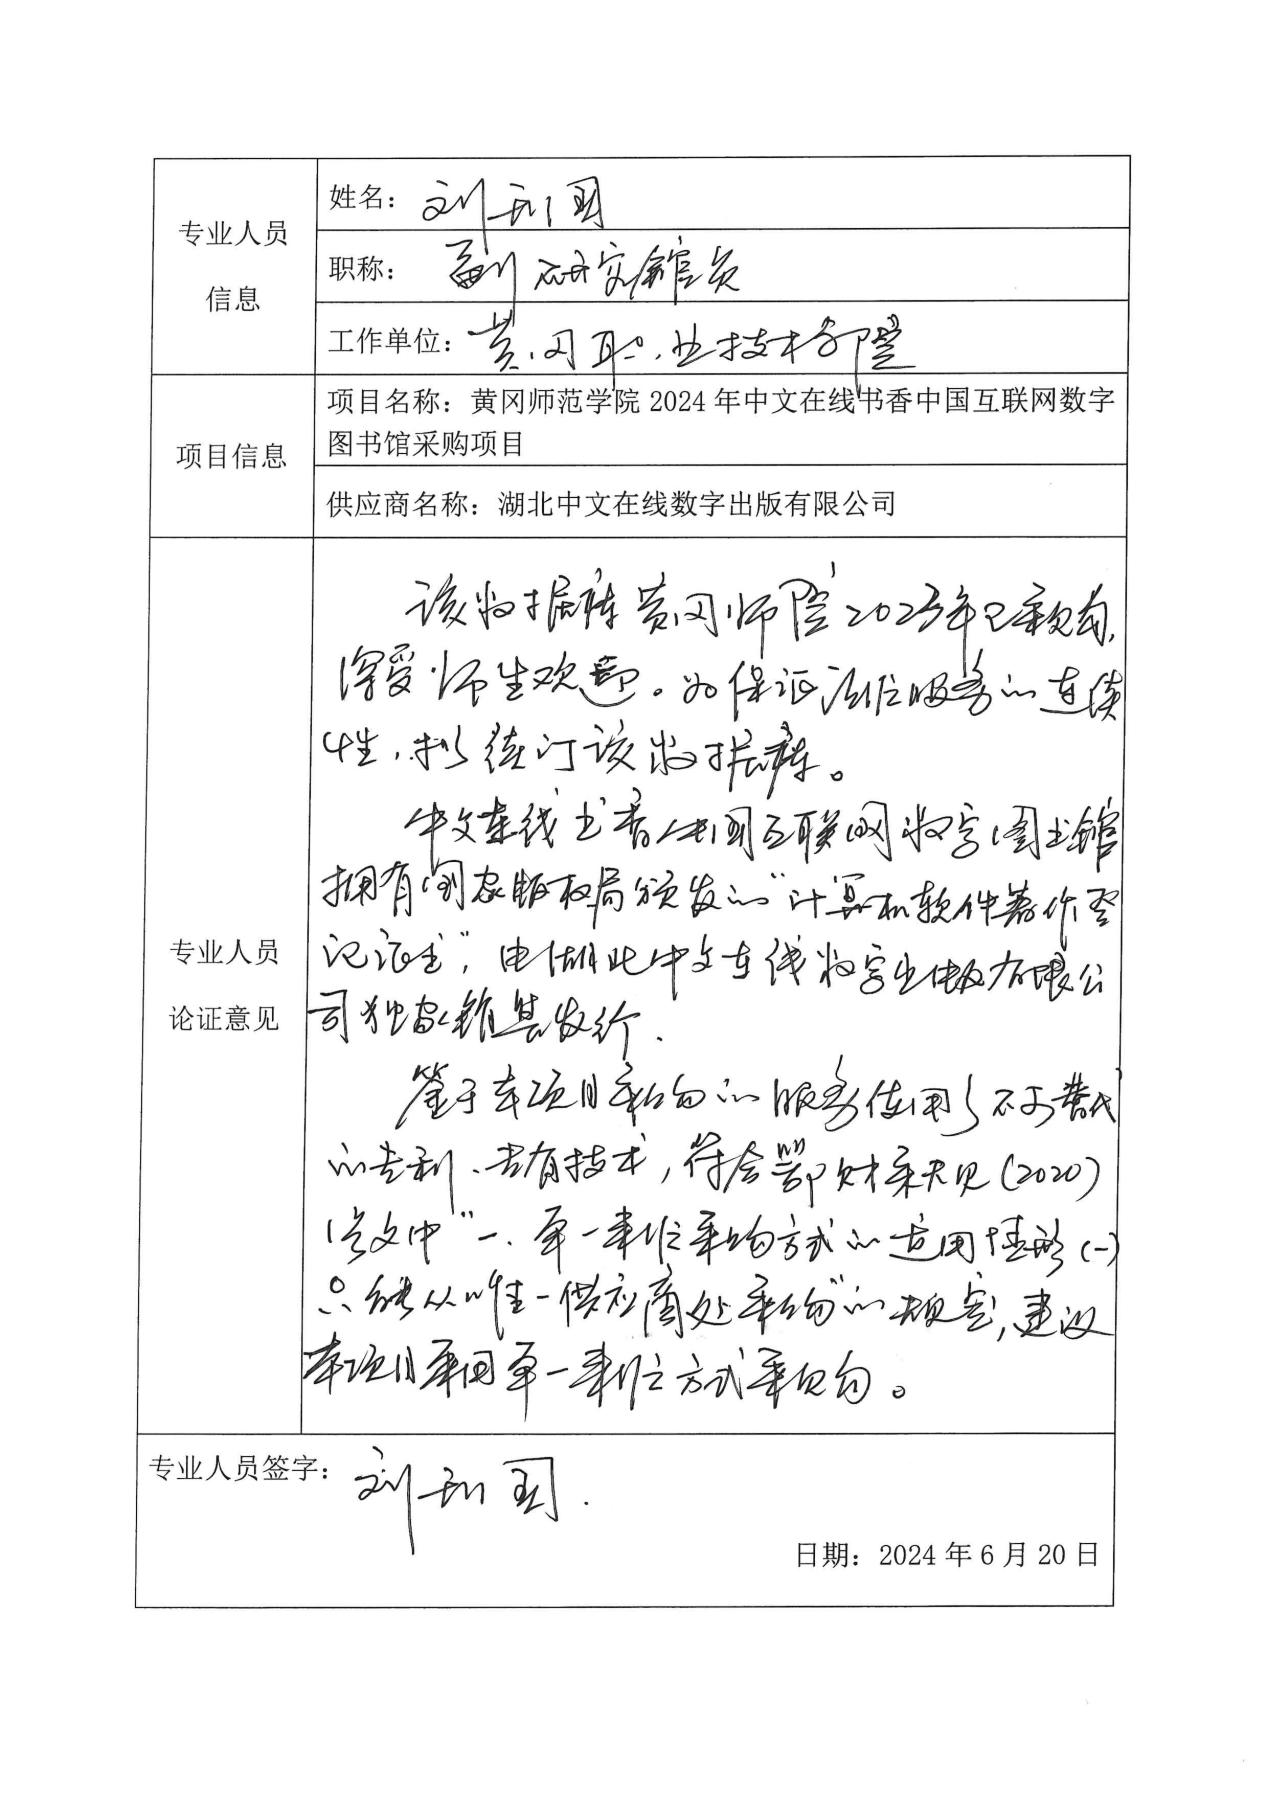 专业人员
信息
姓名：刘利国
职称：副研究馆员
工作单位：黄冈职业技术学院
项目信息
项目名称：黄冈师范学院 2024 年中文在线书香中国互联网数字
图书馆采购项目
供应商名称：湖北中文在线数字出版有限公司
专业人员
论证意见
该数据库黄冈师院2023年已采购，
深受师生欢迎。为保证 服务的连续
性，拟续订该数据库。
中文在线书香中国互联网数字图书馆
拥有国家版权局颁发的“计算机软件著作登
记证书”，由湖北中文在线数字出版有限公
司独家销售发行.
鉴于本项目采购的服务使用了不可替代
的专利、专有技术，符合鄂财采 (2020)
文中“一、单一来源采购方式的适用情形(一)
只能从唯一供应商处采购”的规定，建议
本项目采用单一来源方式采购。
专业人员签字：刘利国.
日期：2024 年 6 月 20 日